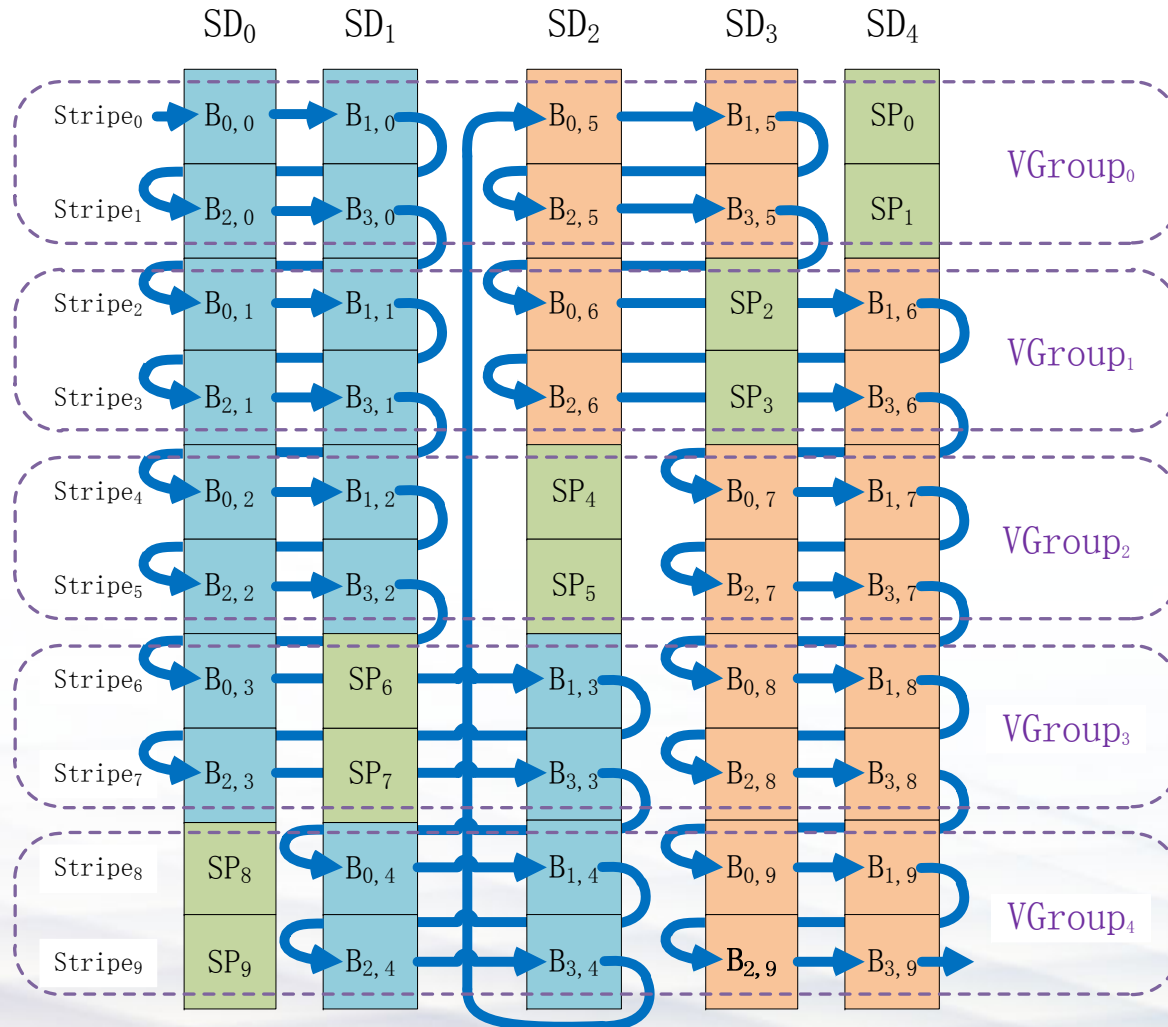 SD₀ SD₁ SD₂ SD₃ SD₄
Stripe₀ B₀,₀ B₁,₀ B₀,₅ B₁,₅ SP₀
VGroup₀
Stripe₁ B₂,₀ B₃,₀ B₂,₅ B₃,₅ SP₁
Stripe₂ B₀,₁ B₁,₁ B₀,₆ SP₂ B₁,₆
VGroup₁
Stripe₃ B₂,₁ B₃,₁ B₂,₆ SP₃ B₃,₆
Stripe₄ B₀,₂ B₁,₂ SP₄ B₀,₇ B₁,₇
VGroup₂
Stripe₅ B₂,₂ B₃,₂ SP₅ B₂,₇ B₃,₇
Stripe₆ B₀,₃ SP₆ B₁,₃ B₀,₈ B₁,₈
VGroup₃
Stripe₇ B₂,₃ SP₇ B₃,₃ B₂,₈ B₃,₈
Stripe₈ SP₈ B₀,₄ B₁,₄ B₀,₉ B₁,₉
VGroup₄
Stripe₉ SP₉ B₂,₄ B₃,₄ B₂,₉ B₃,₉